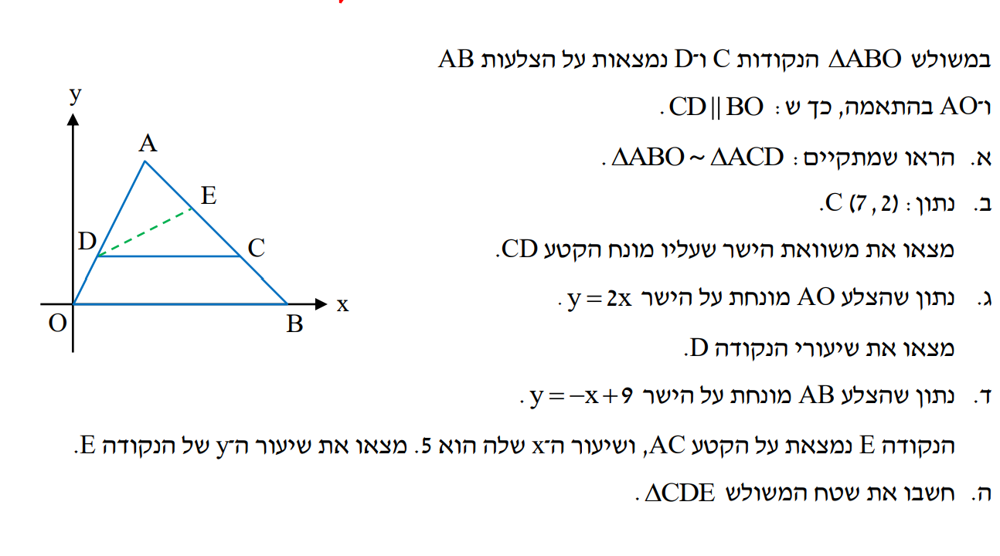 במשולש ΔABO הנקודות C ו־D נמצאות על הצלעות AB
ו־AO בהתאמה, כך ש: CD || BO.
א. הראו שמתקיים: ΔABO ~ ΔACD.
ב. נתון: C (7, 2).
מצאו את משוואת הישר שעליו מונח הקטע CD.
ג. נתון שהצלע AO מונחת על הישר y = 2x.
מצאו את שיעורי הנקודה D.
ד. נתון שהצלע AB מונחת על הישר y = −x + 9.
הנקודה E נמצאת על הקטע AC, ושיעור ה־x שלה הוא 5. מצאו את שיעור ה־y של הנקודה E.
ה. חשבו את שטח המשולש ΔCDE.
y
A
E
D
C
x
O
B